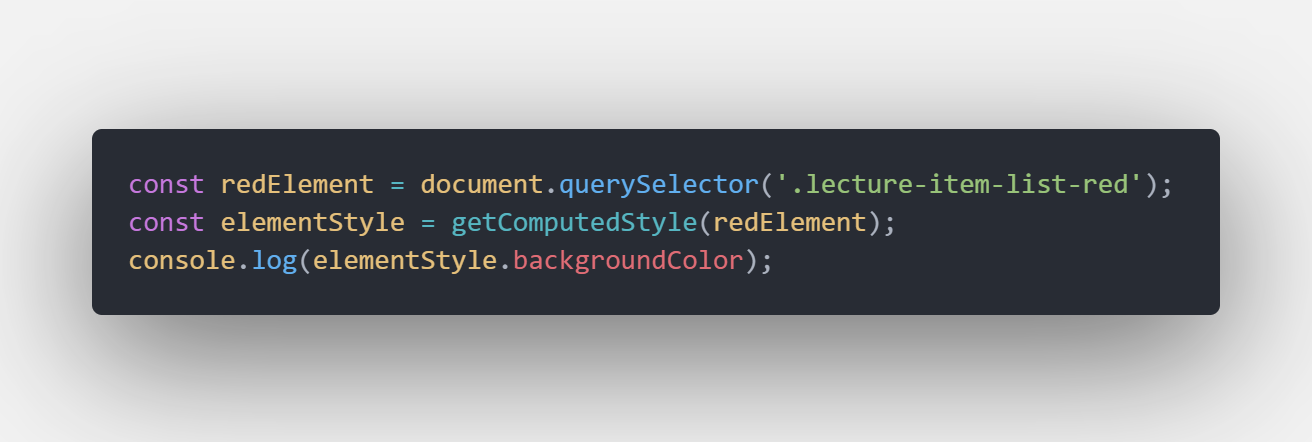 const redElement = document.querySelector('.lecture-item-list-red');
const elementStyle = getComputedStyle(redElement);
console.log(elementStyle.backgroundColor);